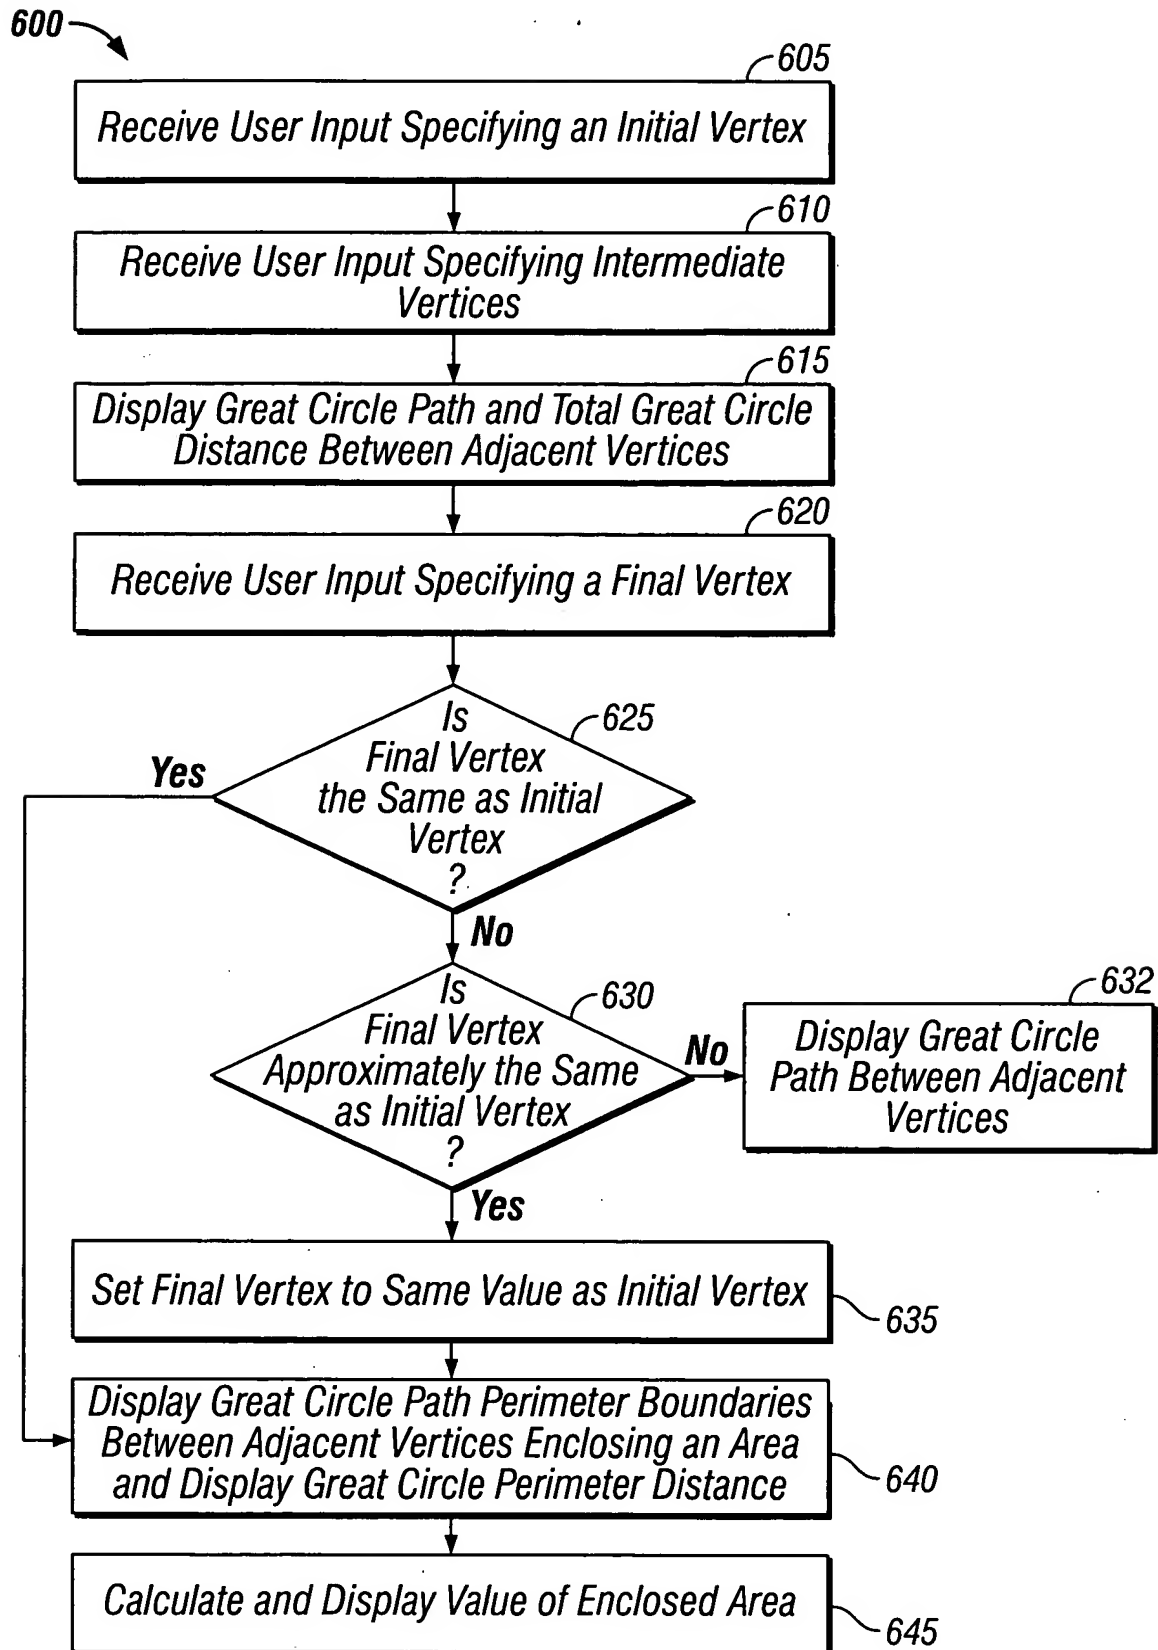 600
605
Receive User Input Specifying an Initial Vertex
610
Receive User Input Specifying Intermediate
Vertices
615
Display Great Circle Path and Total Great Circle
Distance Between Adjacent Vertices
620
Receive User Input Specifying a Final Vertex
625
Is
Final Vertex
the Same as Initial
Vertex
?
Yes
No
630
Is
Final Vertex
Approximately the Same
as Initial Vertex
?
No
632
Display Great Circle
Path Between Adjacent
Vertices
Yes
Set Final Vertex to Same Value as Initial Vertex
635
Display Great Circle Path Perimeter Boundaries
Between Adjacent Vertices Enclosing an Area
and Display Great Circle Perimeter Distance
640
Calculate and Display Value of Enclosed Area
645